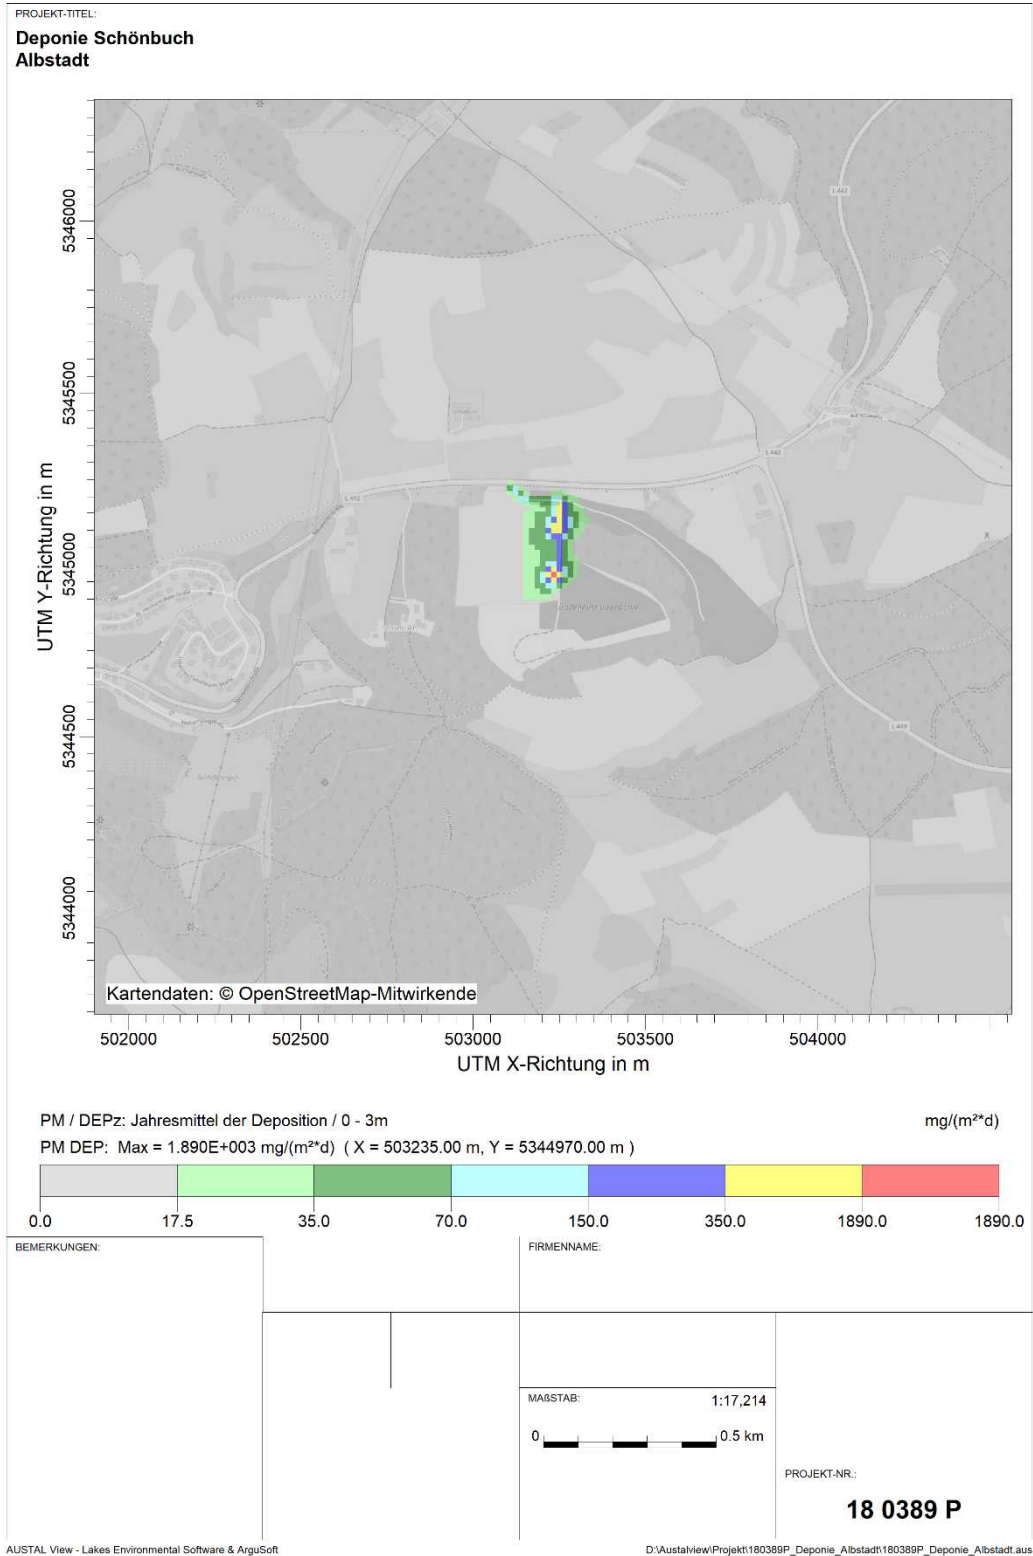 PROJEKT-TITEL:
Deponie Schönbuch
Albstadt
UTM Y-Richtung in m
5346000
5345500
5345000
5344500
5344000
L 442
L 442
L 442
L 449
Kartendaten: © OpenStreetMap-Mitwirkende
502000 502500 503000 503500 504000
UTM X-Richtung in m
PM / DEPz: Jahresmittel der Deposition / 0 - 3m mg/(m²*d)
PM DEP: Max = 1.890E+003 mg/(m²*d) ( X = 503235.00 m, Y = 5344970.00 m )
0.0 17.5 35.0 70.0 150.0 350.0 1890.0 1890.0
BEMERKUNGEN:
FIRMENNAME:
MAßSTAB: 1:17,214
0 0.5 km
PROJEKT-NR.:
18 0389 P
AUSTAL View - Lakes Environmental Software & ArguSoft
D:\Austalview\Projekt\180389P_Deponie_Albstadt\180389P_Deponie_Albstadt.aus